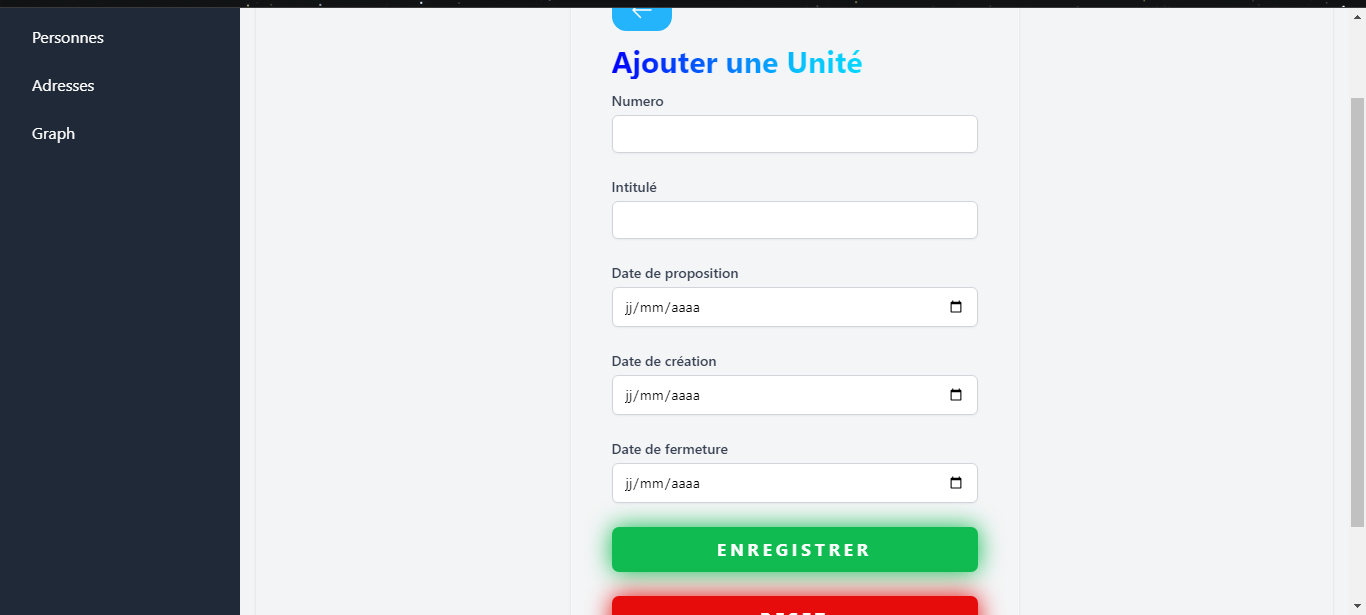 Personnes
Adresses
Graph
Ajouter une Unité
Numero
Intitulé
Date de proposition
jj/mm/aaaa
Date de création
jj/mm/aaaa
Date de fermeture
jj/mm/aaaa
ENREGISTRER